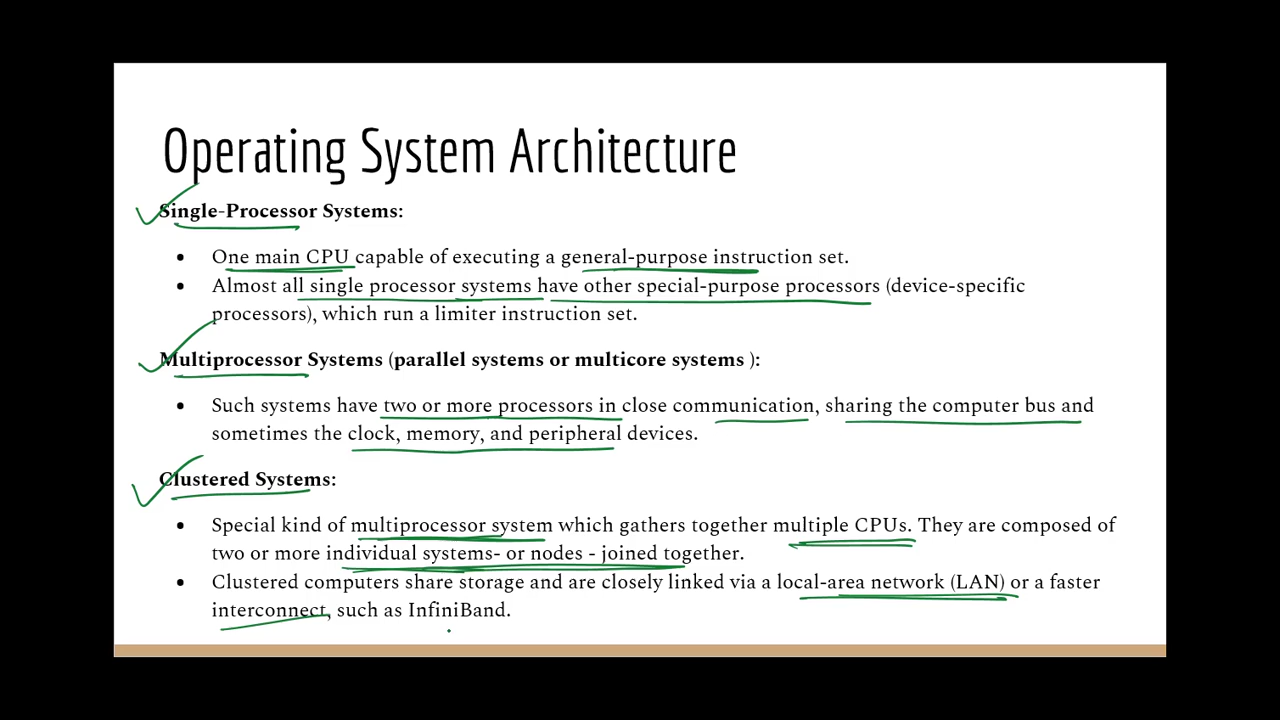 Operating System Architecture
Single-Processor Systems:
• One main CPU capable of executing a general-purpose instruction set.
• Almost all single processor systems have other special-purpose processors (device-specific
processors), which run a limiter instruction set.
Multiprocessor Systems (parallel systems or multicore systems ):
• Such systems have two or more processors in close communication, sharing the computer bus and
sometimes the clock, memory, and peripheral devices.
Clustered Systems:
• Special kind of multiprocessor system which gathers together multiple CPUs. They are composed of
two or more individual systems- or nodes - joined together.
• Clustered computers share storage and are closely linked via a local-area network (LAN) or a faster
interconnect, such as InfiniBand.